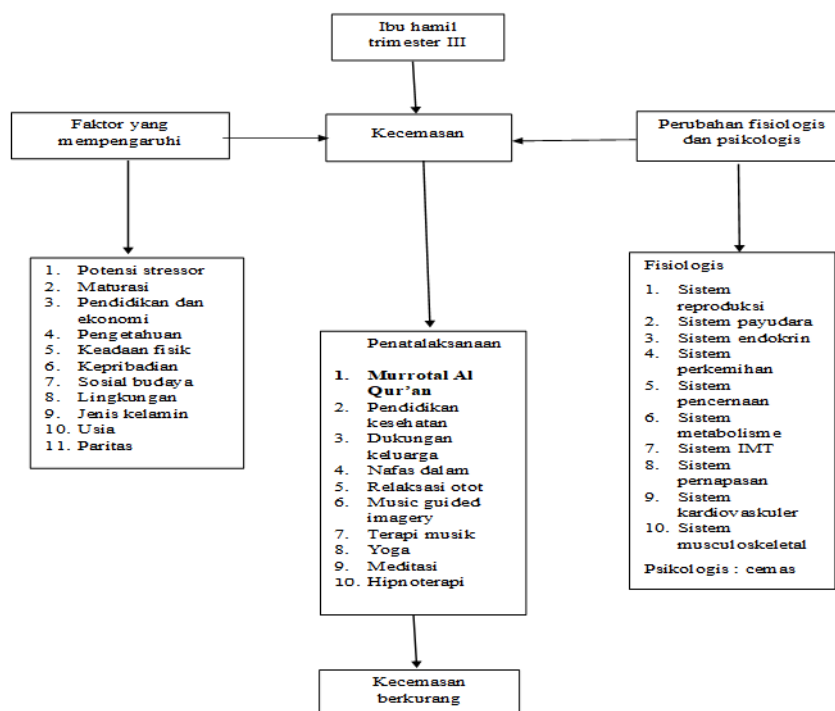 Ibu hamil
trimester III
Faktor yang
mempengaruhi
Kecemasan
Perubahan fisiologis
dan psikologis
1. Potensi stressor
2. Maturasi
3. Pendidikan dan
ekonomi
4. Pengetahuan
5. Keadaan fisik
6. Kepribadian
7. Sosial budaya
8. Lingkungan
9. Jenis kelamin
10. Usia
11. Paritas
Penatalaksanaan
1. Murrotal Al
Qur’an
2. Pendidikan
kesehatan
3. Dukungan
keluarga
4. Nafas dalam
5. Relaksasi otot
6. Music guided
imagery
7. Terapi musik
8. Yoga
9. Meditasi
10. Hipnoterapi
Fisiologis
1. Sistem
reproduksi
2. Sistem payudara
3. Sistem endokrin
4. Sistem
perkemihan
5. Sistem
pencernaan
6. Sistem
metabolisme
7. Sistem IMT
8. Sistem
pernapasan
9. Sistem
kardiovaskuler
10. Sistem
musculoskeletal
Psikologis : cemas
Kecemasan
berkurang